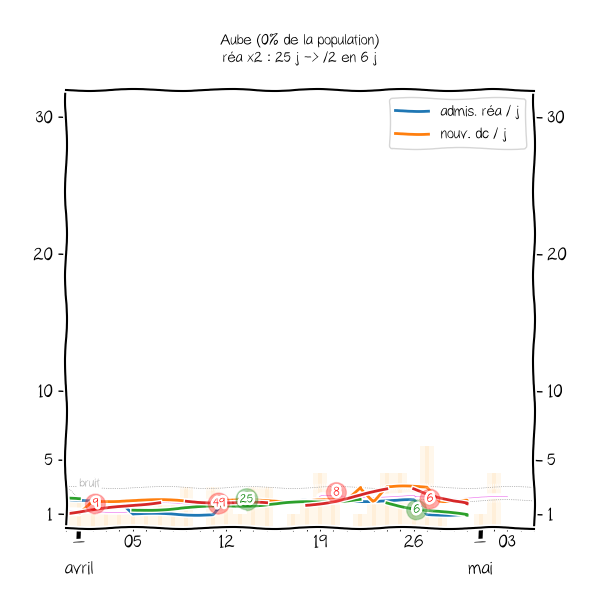 Aube (0% de la population)
réa x2 : 25 j -> /2 en 6 j
admis. réa / j
nouv. dc / j
30 30
20 20
10 10
5 5
1 1
bruit
9 49 25 8 6 6
05 12 19 26 03
avril mai